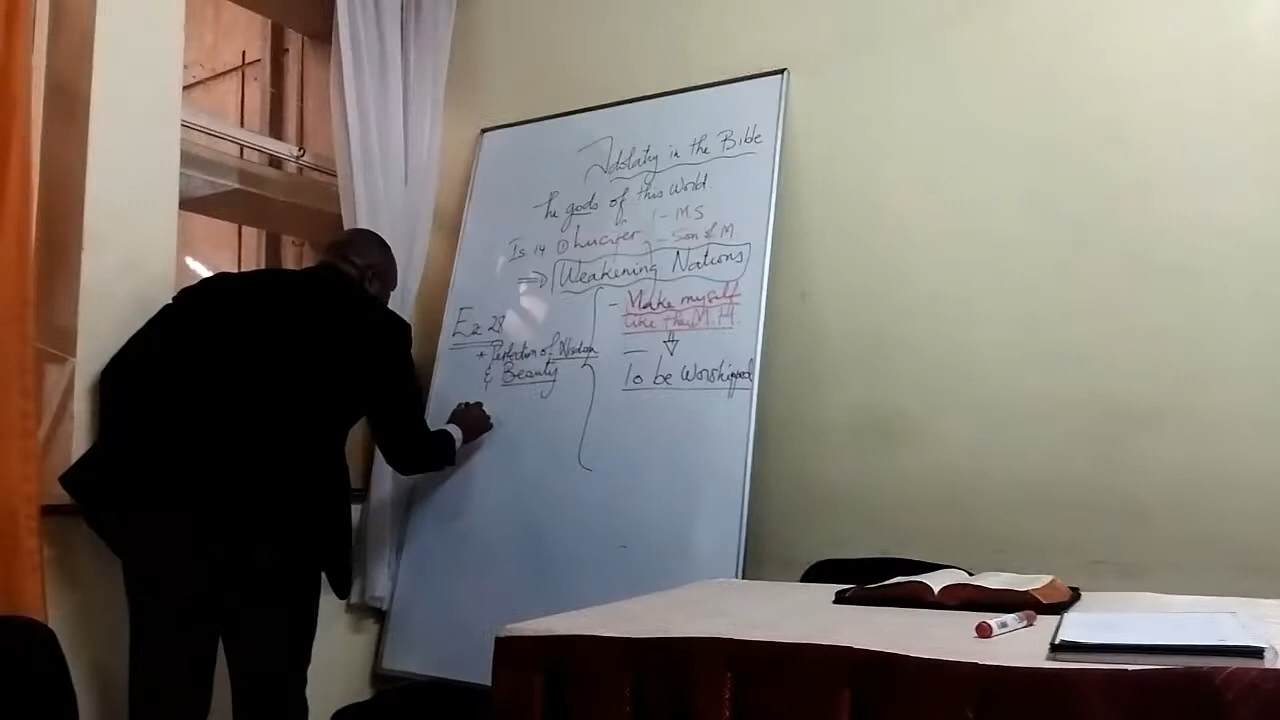 Idolatry in the Bible
The gods of this World.
1 - M.S
Is 14 ① Lucifer - Son of M
⇒ Weakening Nations
- Make myself
like the M.H.
Ez 28
* Perfection of Wisdom
& Beauty
To be Worshipped